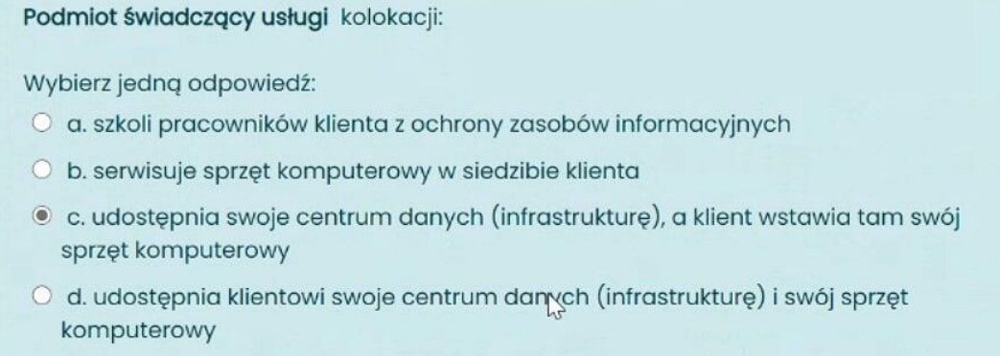 Podmiot świadczący usługi kolokacji:
Wybierz jedną odpowiedź:
a. szkoli pracowników klienta z ochrony zasobów informacyjnych
b. serwisuje sprzęt komputerowy w siedzibie klienta
c. udostępnia swoje centrum danych (infrastrukturę), a klient wstawia tam swój
sprzęt komputerowy
d. udostępnia klientowi swoje centrum danych (infrastrukturę) i swój sprzęt
komputerowy